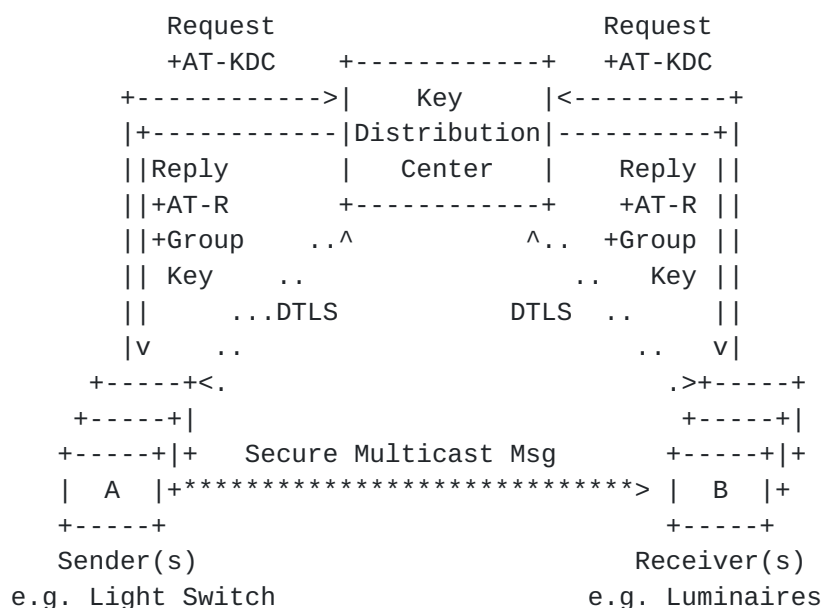 Request Request
+AT-KDC +------------+ +AT-KDC
+------------>| Key |<----------+
|+------------|Distribution|----------+|
||Reply | Center | Reply ||
||+AT-R +------------+ +AT-R ||
||+Group ..^ ^.. +Group ||
|| Key .. .. Key ||
|| ...DTLS DTLS .. ||
|v .. .. v|
+-----+<. .>+-----+
+-----+| +-----+|
+-----+|+ Secure Multicast Msg +-----+|+
| A |+*****************************> | B |+
+-----+ +-----+
Sender(s) Receiver(s)
e.g. Light Switch e.g. Luminaires